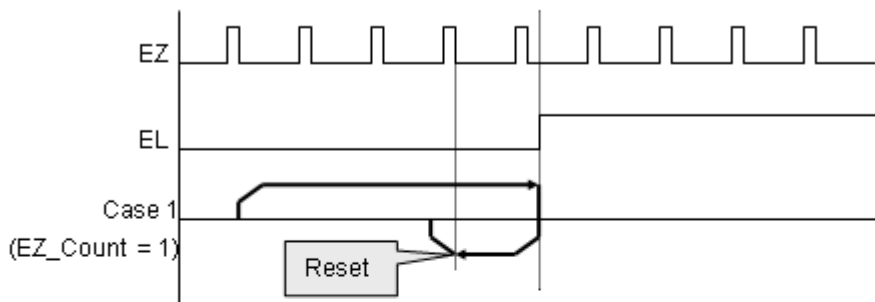 EZ
EL
Case 1
(EZ_Count = 1)
Reset